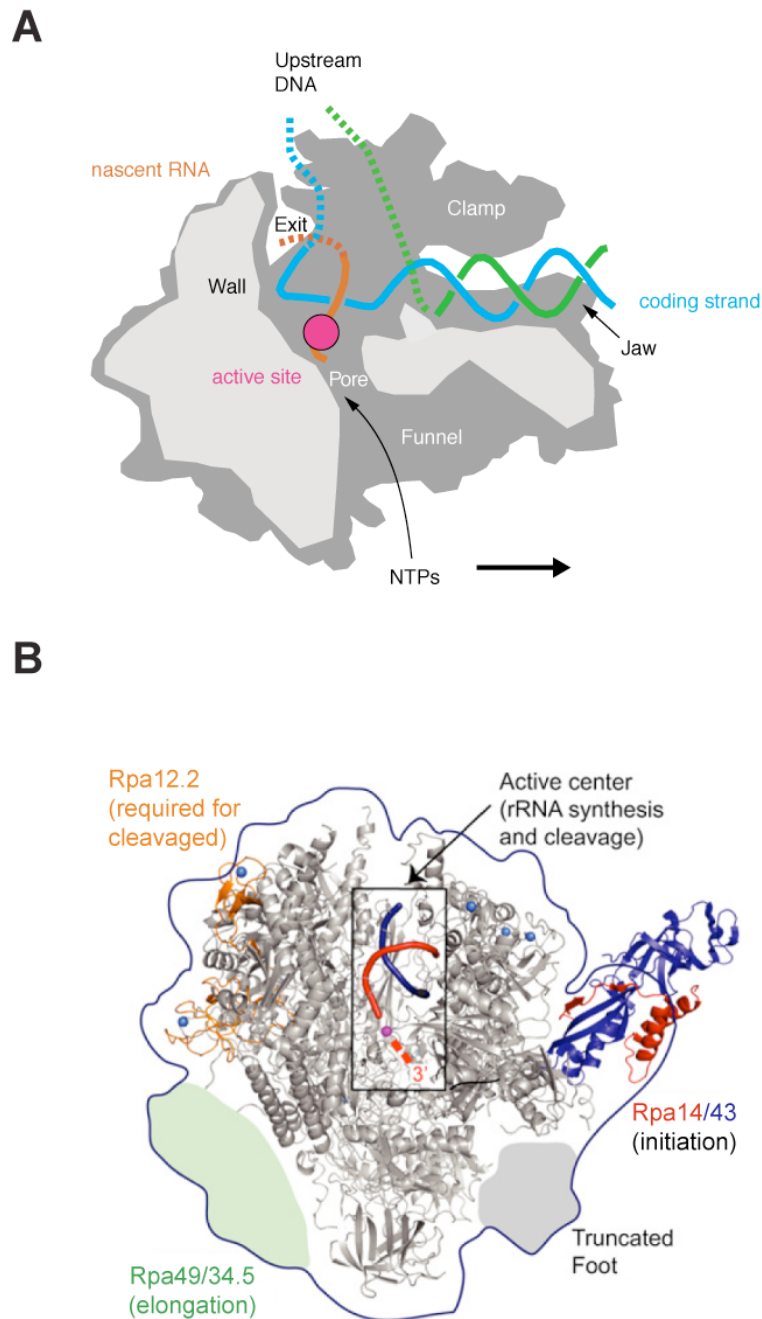 A
Upstream
DNA
nascent RNA
Clamp
Exit
Wall
coding strand
Jaw
active site
Pore
Funnel
NTPs
B
Rpa12.2
(required for
cleavaged)
Active center
(rRNA synthesis
and cleavage)
3'
Rpa14/43
(initiation)
Truncated
Foot
Rpa49/34.5
(elongation)